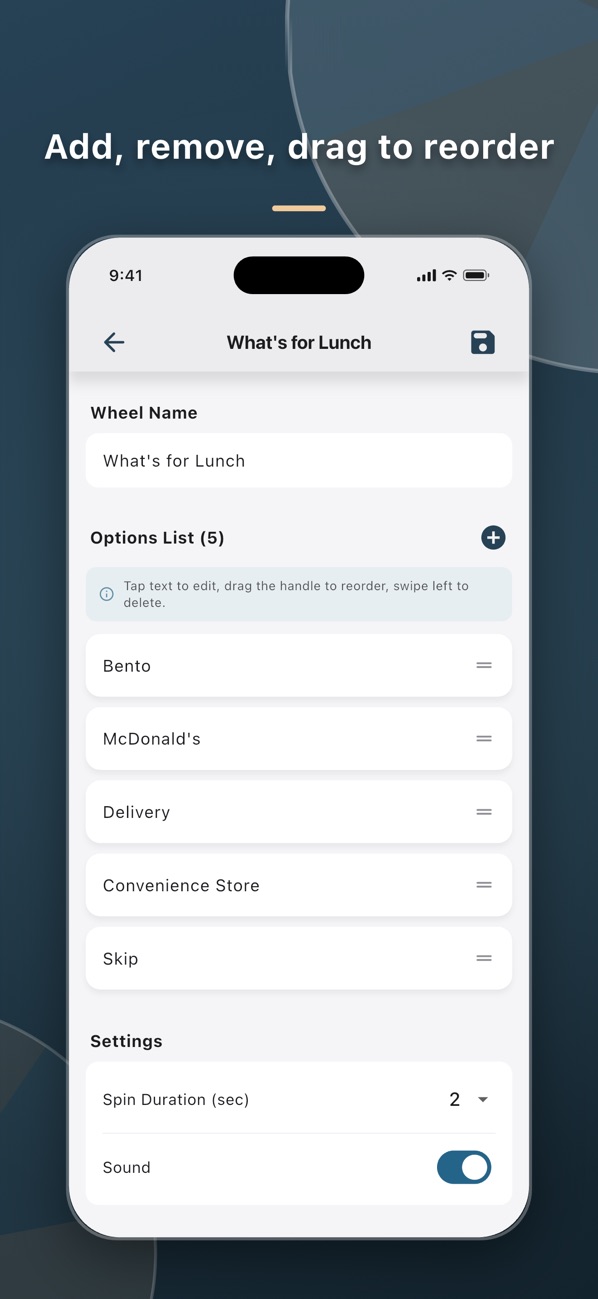 Add, remove, drag to reorder
9:41
What's for Lunch
Wheel Name
What's for Lunch
Options List (5)
Tap text to edit, drag the handle to reorder, swipe left to
delete.
Bento
McDonald's
Delivery
Convenience Store
Skip
Settings
Spin Duration (sec) 2
Sound